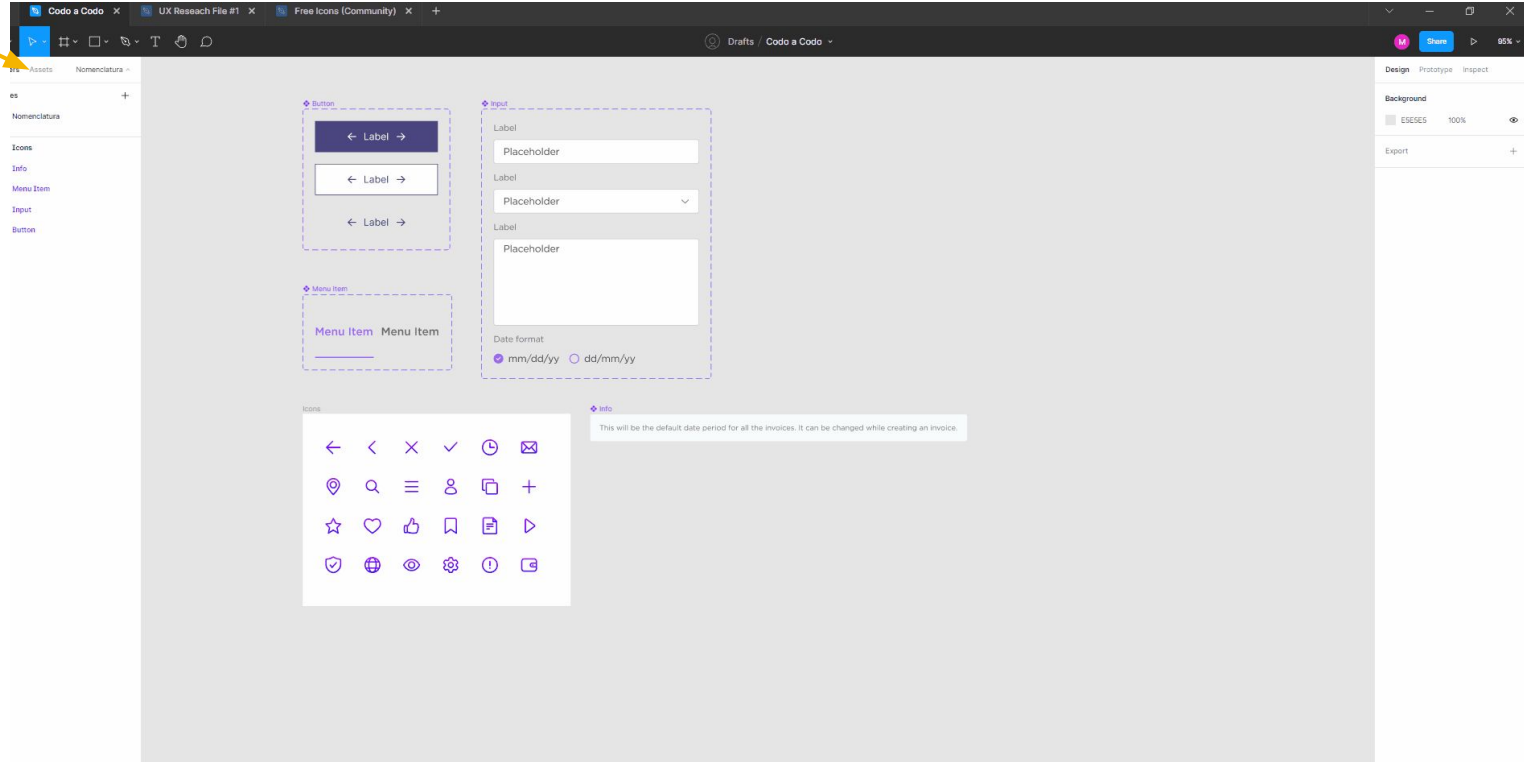 Codo a Codo
UX Reseach File #1
Free Icons (Community)
Drafts / Codo a Codo
M
Share
95%
Assets
Nomenclatura
Nomenclatura
Icons
Info
Menu Item
Input
Button
Button
← Label →
← Label →
← Label →
Input
Label
Placeholder
Label
Placeholder
Label
Placeholder
Date format
mm/dd/yy
dd/mm/yy
Menu Item
Menu Item Menu Item
Icons
Info
This will be the default date period for all the invoices. It can be changed while creating an invoice.
Design Prototype Inspect
Background
E5E5E5 100%
Export